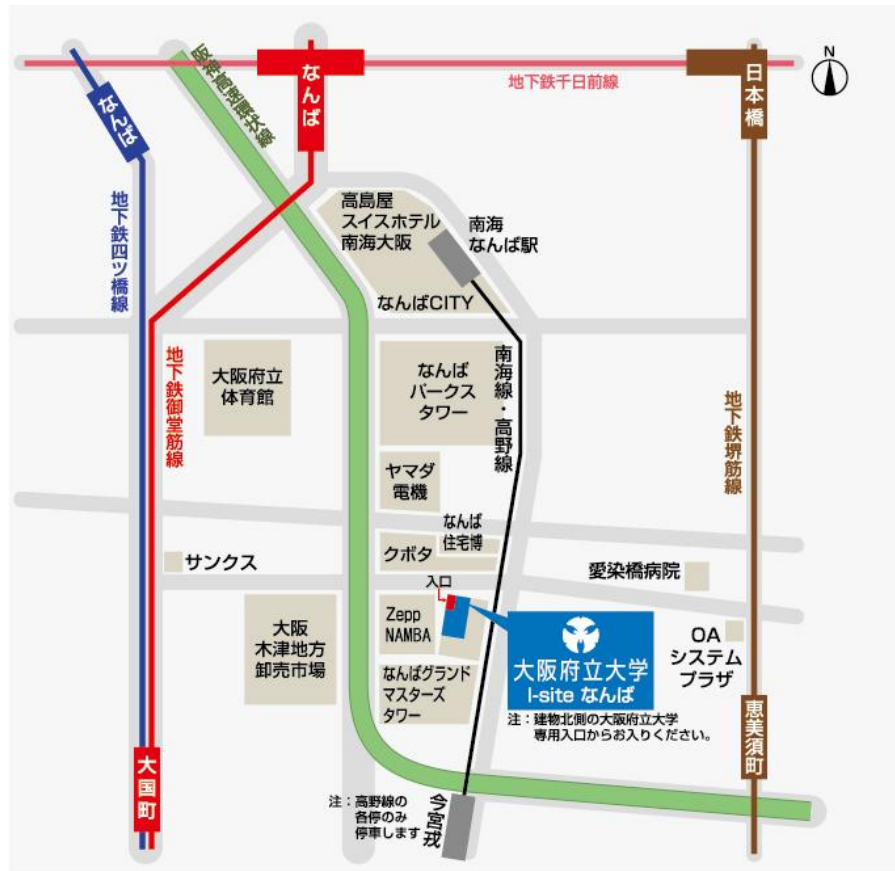 なんば
阪神高速環状線
なんば
地下鉄千日前線
日本橋
N
地下鉄四ツ橋線
高島屋
スイスホテル
南海大阪
南海
なんば駅
なんばCITY
地下鉄御堂筋線
大阪府立
体育館
なんば
パークス
タワー
南海線・高野線
地下鉄堺筋線
ヤマダ
電機
なんば
住宅博
クボタ
サンクス
入口
愛染橋病院
大阪
木津地方
卸売市場
Zepp
NAMBA
大阪府立大学
I-site なんば
OA
システム
プラザ
なんばグランド
マスターズ
タワー
注：建物北側の大阪府立大学
専用入口からお入りください。
恵美須町
大国町
注：高野線の
各停のみ
停車します
今宮戎